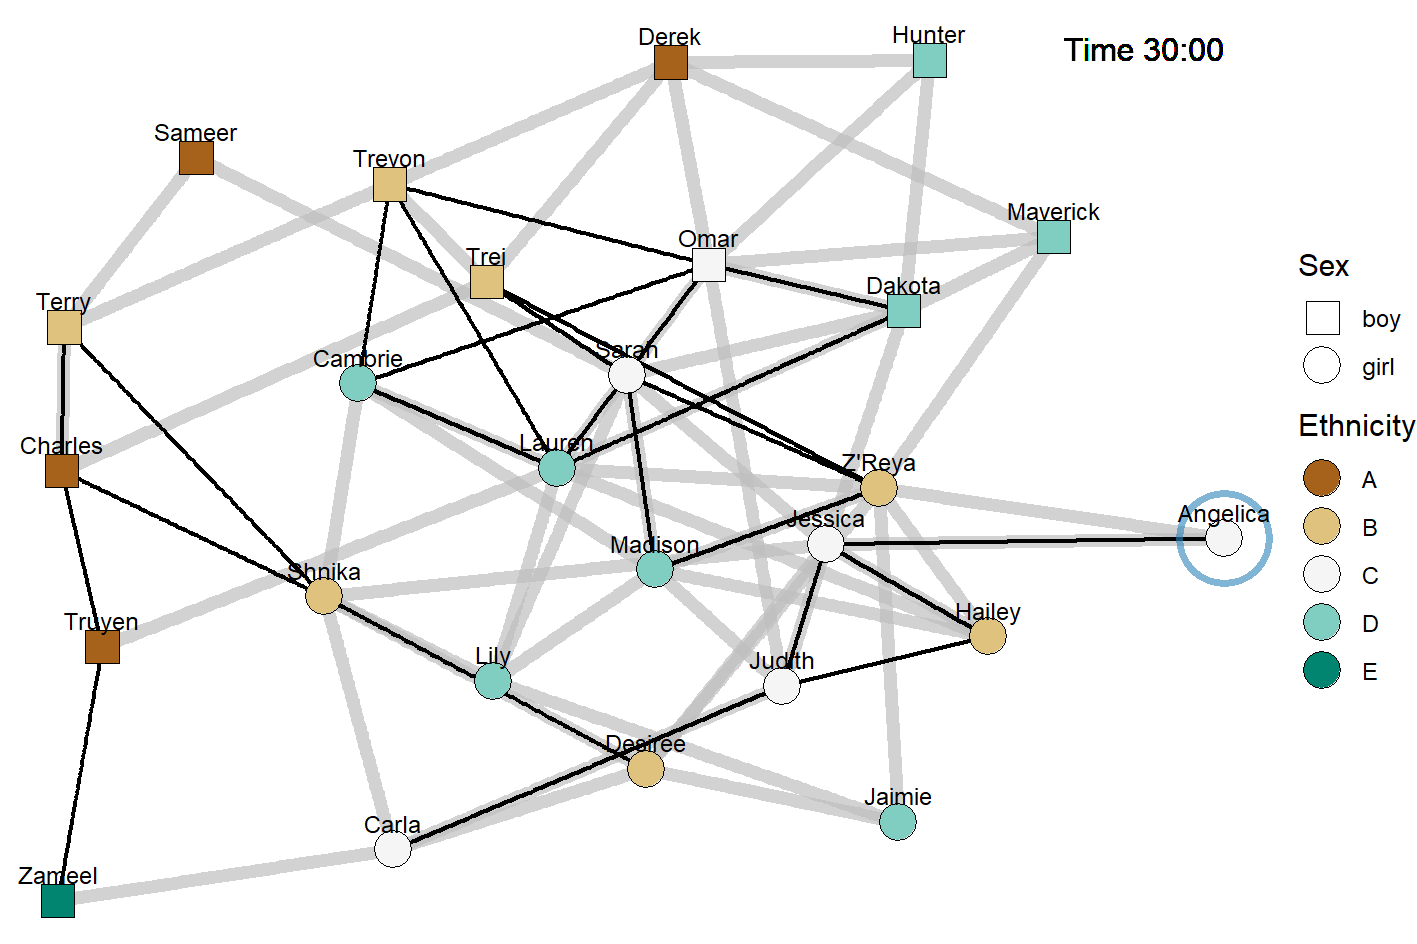 Derek
Hunter
Time 30:00
Sameer
Trevon
Maverick
Omar
Trei
Dakota
Terry
Sarah
Cambrie
Charles
Lauren
Z'Reya
Angelica
Jessica
Madison
Shnika
Hailey
Truyen
Lily
Judith
Desiree
Jaimie
Carla
Zameel
Sex
boy
girl
Ethnicity
A
B
C
D
E